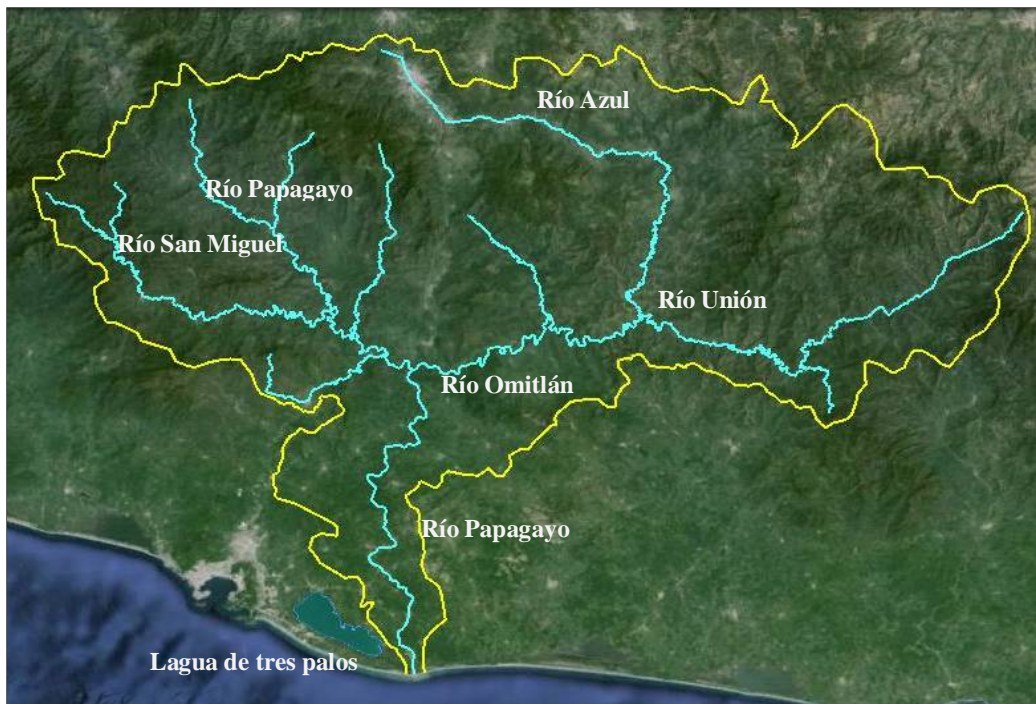 Río Azul
Río Papagayo
Río San Miguel
Río Unión
Río Omitlán
Río Papagayo
Lagua de tres palos